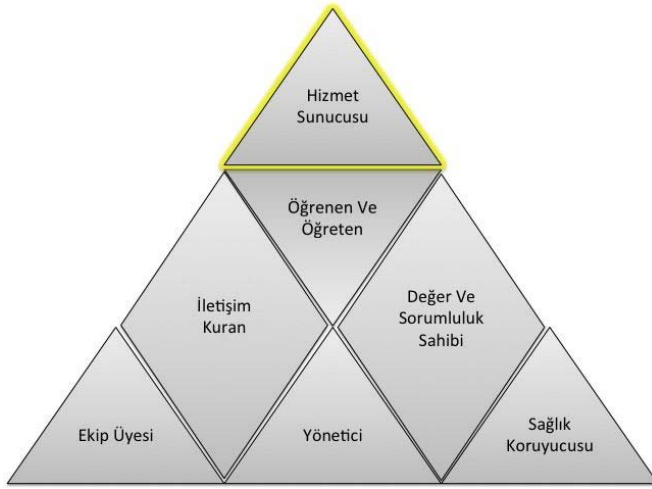 Hizmet
Sunucusu
Öğrenen Ve
Öğreten
İletişim
Kuran
Değer Ve
Sorumluluk
Sahibi
Ekip Üyesi
Yönetici
Sağlık
Koruyucusu